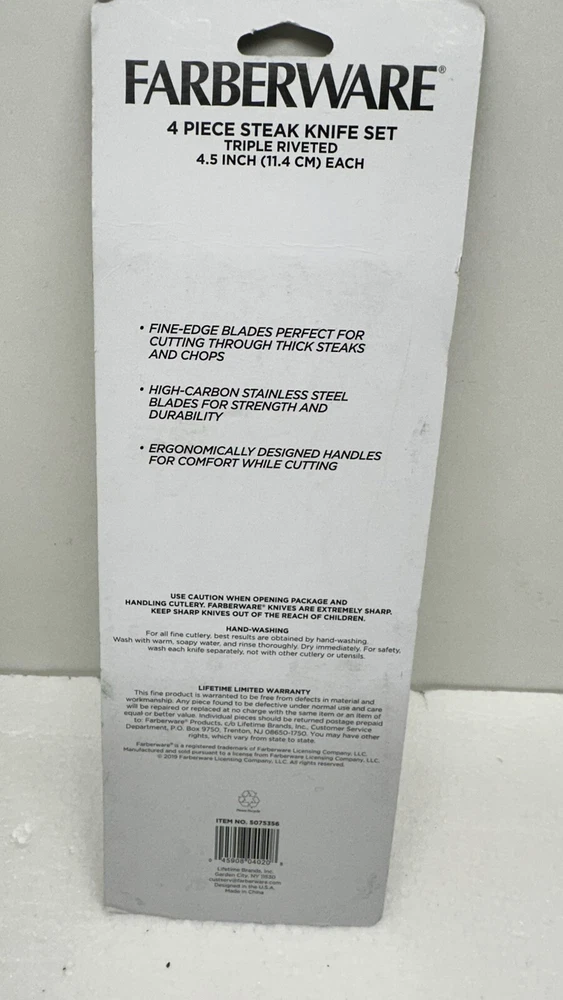 FARBERWARE®
4 PIECE STEAK KNIFE SET
TRIPLE RIVETED
4.5 INCH (11.4 CM) EACH
• FINE-EDGE BLADES PERFECT FOR
CUTTING THROUGH THICK STEAKS
AND CHOPS
• HIGH-CARBON STAINLESS STEEL
BLADES FOR STRENGTH AND
DURABILITY
• ERGONOMICALLY DESIGNED HANDLES
FOR COMFORT WHILE CUTTING
USE CAUTION WHEN OPENING PACKAGE AND
HANDLING CUTLERY. FARBERWARE® KNIVES ARE EXTREMELY SHARP.
KEEP SHARP KNIVES OUT OF THE REACH OF CHILDREN.
HAND-WASHING
For all fine cutlery, best results are obtained by hand-washing.
Wash with warm, soapy water, and rinse thoroughly. Dry immediately. For safety,
wash each knife separately, not with other cutlery or utensils.
LIFETIME LIMITED WARRANTY
This fine product is warranted to be free from defects in material and
workmanship. Any piece found to be defective under normal use and care
will be repaired or replaced at no charge with the same item or an item of
equal or better value. Individual pieces should be returned postage prepaid
to: Farberware® Products, c/o Lifetime Brands, Inc., Customer Service
Department, P.O. Box 9750, Trenton, NJ 08650-1750. You may have other
rights, which vary from state to state.
Farberware® is a registered trademark of Farberware Licensing Company, LLC.
Manufactured and sold pursuant to a license from Farberware Licensing Company, LLC.
© 2019 Farberware Licensing Company, LLC. All rights reserved.
ITEM NO. 5075356
45908 04020
Lifetime Brands, Inc.
Garden City, NY 11530
Designed in the U.S.A.
Made in China